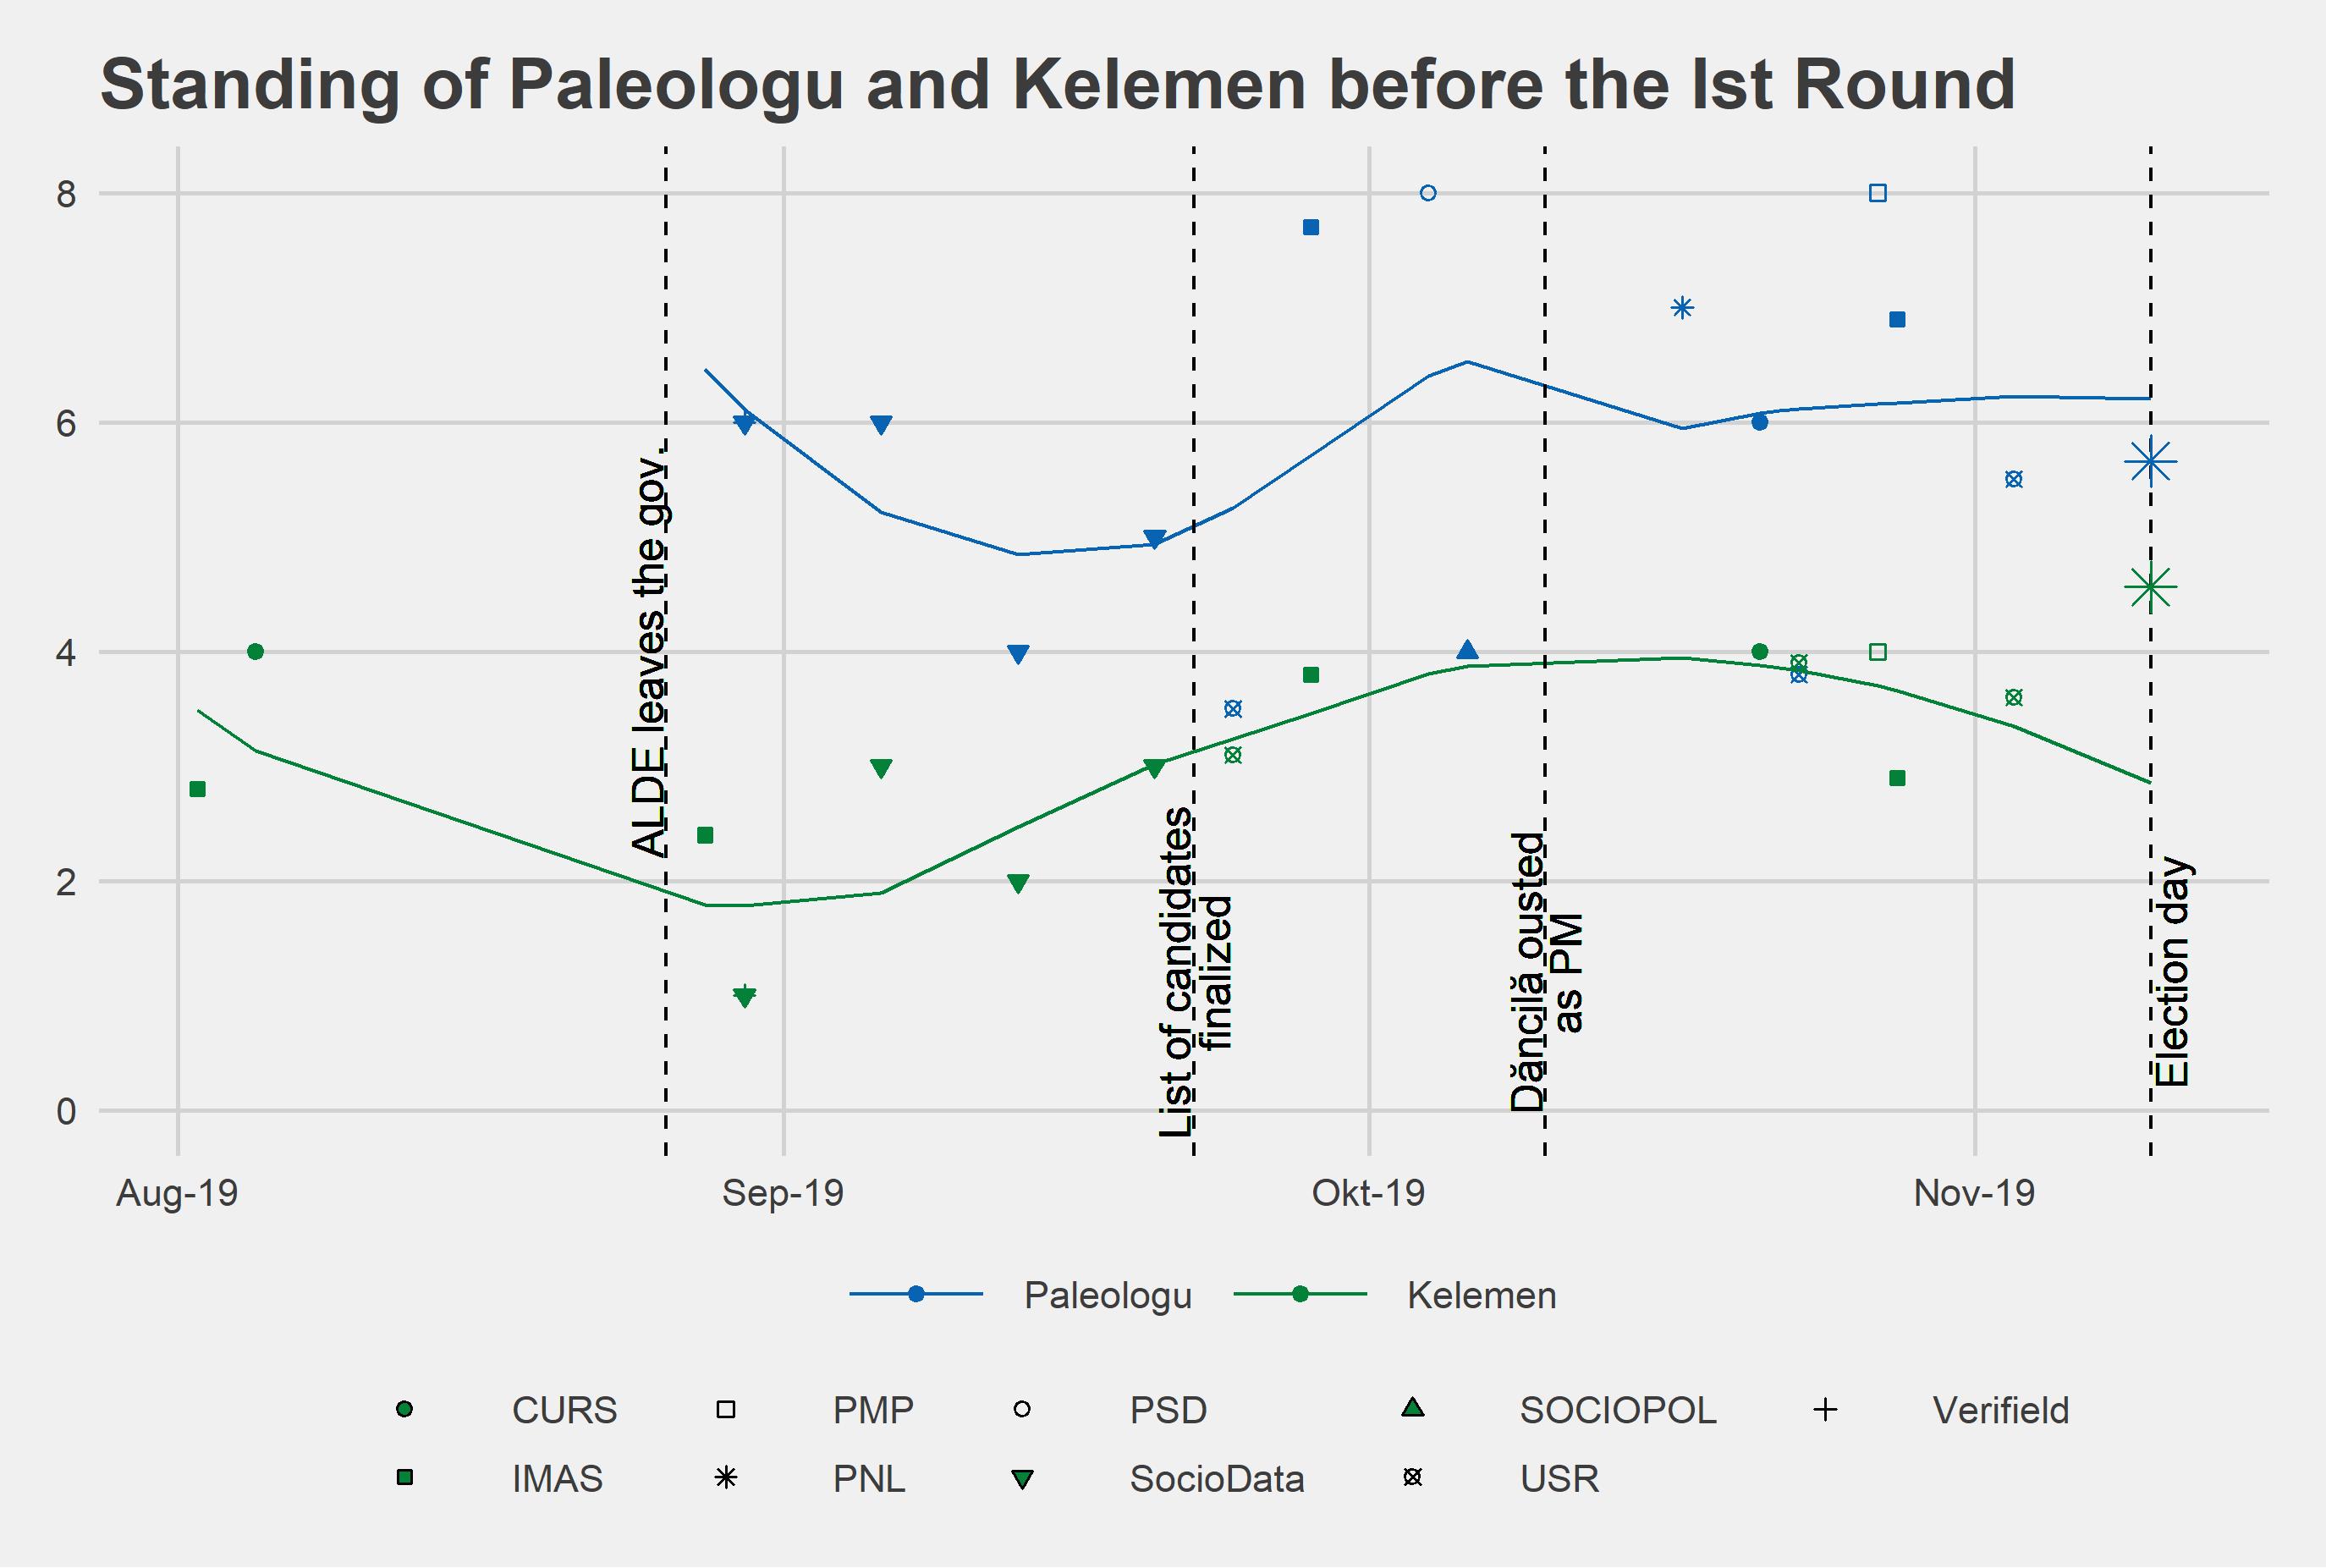 Standing of Paleologu and Kelemen before the Ist Round
8
6
4
2
0
ALDE leaves the gov.
List of candidates
finalized
Dăncilă ousted
as PM
Election day
Aug-19
Sep-19
Okt-19
Nov-19
Paleologu
Kelemen
CURS
PMP
PSD
SOCIOPOL
Verifield
IMAS
PNL
SocioData
USR